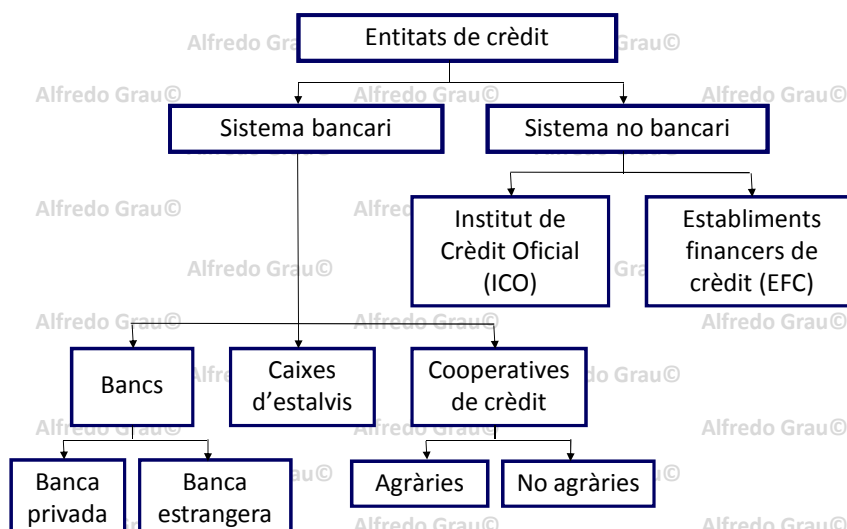 Entitats de crèdit
Sistema bancari
Sistema no bancari
Institut de
Crèdit Oficial
(ICO)
Establiments
financers de
crèdit (EFC)
Bancs
Caixes
d'estalvis
Cooperatives
de crèdit
Banca
privada
Banca
estrangera
Agràries
No agràries
Alfredo Grau©